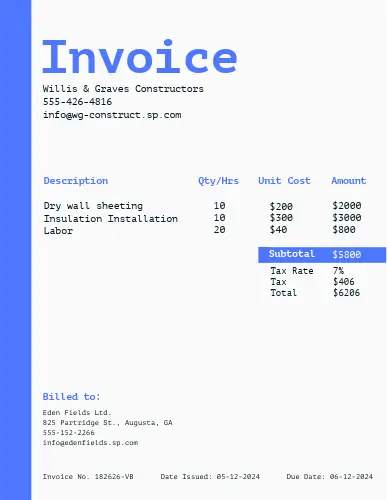 Invoice
Willis & Graves Constructors
555-426-4816
info@wg-construct.sp.com
Description Qty/Hrs Unit Cost Amount
Dry wall sheeting 10 $200 $2000
Insulation Installation 10 $300 $3000
Labor 20 $40 $800
Subtotal $5800
Tax Rate 7%
Tax $406
Total $6206
Billed to:
Eden Fields Ltd.
825 Partridge St., Augusta, GA
555-152-2266
info@edenfields.sp.com
Invoice No. 182626-VB Date Issued: 05-12-2024 Due Date: 06-12-2024